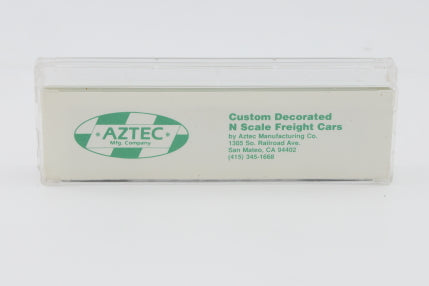 AZTEC
Mfg. Company
Custom Decorated
N Scale Freight Cars
by Aztec Manufacturing Co.
1385 So. Railroad Ave.
San Mateo, CA 94402
(415) 345-1668